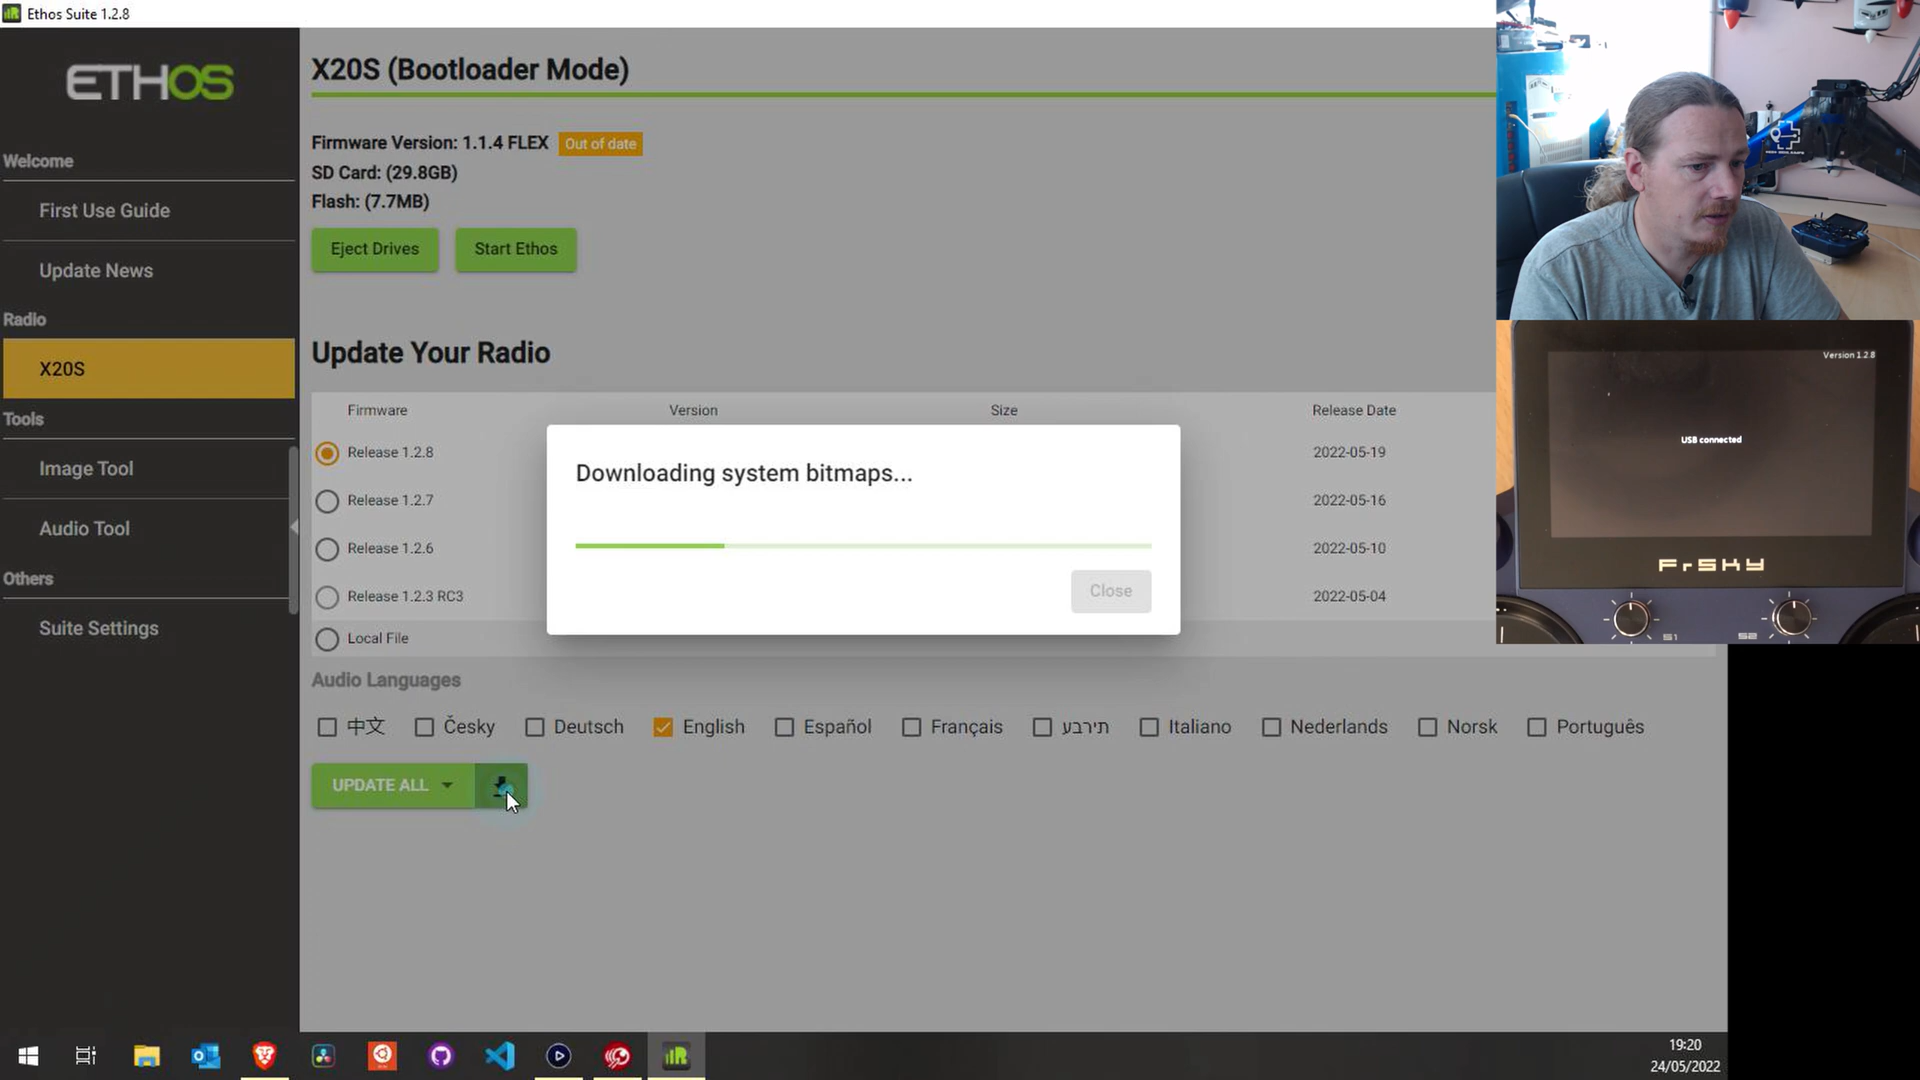 Ethos Suite 1.2.8
ETHOS
Welcome
First Use Guide
Update News
Radio
X20S
Tools
Image Tool
Audio Tool
Others
Suite Settings
X20S (Bootloader Mode)
Firmware Version: 1.1.4 FLEX Out of date
SD Card: (29.8GB)
Flash: (7.7MB)
Eject Drives Start Ethos
Update Your Radio
Firmware Version Size Release Date
Release 1.2.8 2022-05-19
Release 1.2.7 2022-05-16
Release 1.2.6 2022-05-10
Release 1.2.3 RC3 2022-05-04
Local File
Downloading system bitmaps...
Close
Audio Languages
中文 Česky Deutsch English Español Français תירבע Italiano Nederlands Norsk Português
UPDATE ALL
Version 1.2.8
USB connected
FrSKY
S1 S2
19:20
24/05/2022